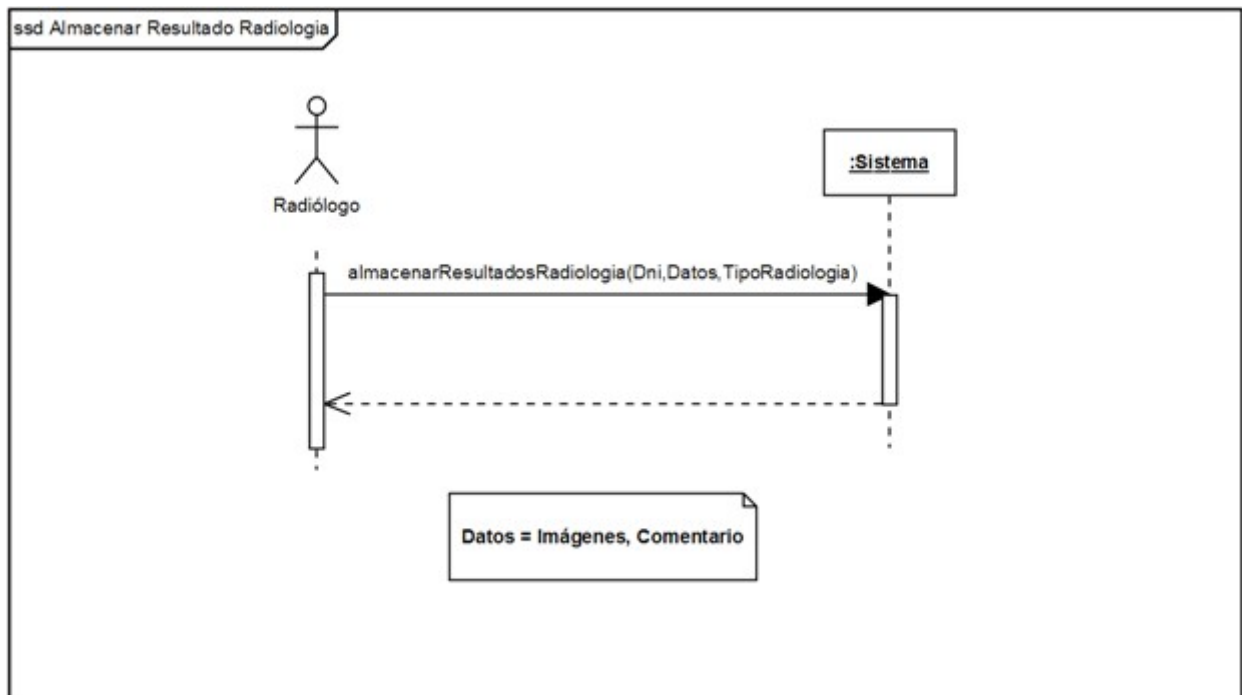 ssd Almacenar Resultado Radiologia
Radiólogo
:Sistema
almacenarResultadosRadiologia(Dni,Datos,TipoRadiologia)
Datos = Imágenes, Comentario